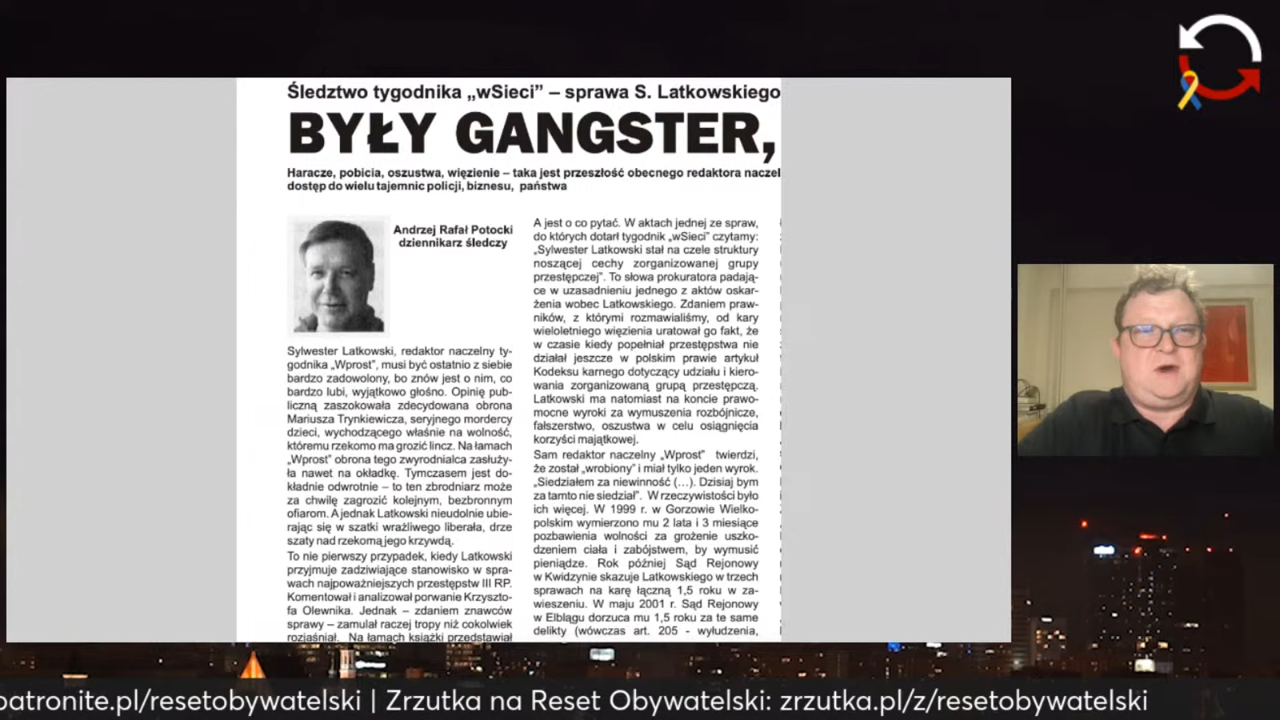 Śledztwo tygodnika „wSieci” – sprawa S. Latkowskiego
BYŁY GANGSTER,
Haracze, pobicia, oszustwa, więzienie – taka jest przeszłość obecnego redaktora naczel
dostęp do wielu tajemnic policji, biznesu, państwa
Andrzej Rafał Potocki
dziennikarz śledczy
Sylwester Latkowski, redaktor naczelny ty-
godnika „Wprost”, musi być ostatnio z siebie
bardzo zadowolony, bo znów jest o nim, co
bardzo lubi, wyjątkowo głośno. Opinię pub-
liczną zaszokowała zdecydowana obrona
Mariusza Trynkiewicza, seryjnego mordercy
dzieci, wychodzącego właśnie na wolność,
któremu rzekomo ma grozić lincz. Na łamach
„Wprost” obrona tego zwyrodnialca zasłuży-
ła nawet na okładkę. Tymczasem jest do-
kładnie odwrotnie – to ten zbrodniarz może
za chwilę zagrozić kolejnym, bezbronnym
ofiarom. A jednak Latkowski nieudolnie ubie-
rając się w szatki wrażliwego liberała, drze
szaty nad rzekomą jego krzywdą.
To nie pierwszy przypadek, kiedy Latkowski
przyjmuje zadziwiające stanowisko w spra-
wach najpoważniejszych przestępstw III RP.
Komentował i analizował porwanie Krzyszto-
fa Olewnika. Jednak – zdaniem znawców
sprawy – zamulał raczej tropy niż cokolwiek
rozjaśniał. Na łamach książki przedstawiał
A jest o co pytać. W aktach jednej ze spraw,
do których dotarł tygodnik „wSieci” czytamy:
„Sylwester Latkowski stał na czele struktury
noszącej cechy zorganizowanej grupy
przestępczej”. To słowa prokuratora padają-
ce w uzasadnieniu jednego z aktów oskar-
żenia wobec Latkowskiego. Zdaniem praw-
ników, z którymi rozmawialiśmy, od kary
wieloletniego więzienia uratował go fakt, że
w czasie kiedy popełniał przestępstwa nie
działał jeszcze w polskim prawie artykuł
Kodeksu karnego dotyczący udziału i kiero-
wania zorganizowaną grupą przestępczą.
Latkowski ma natomiast na koncie prawo-
mocne wyroki za wymuszenia rozbójnicze,
fałszerstwo, oszustwa w celu osiągnięcia
korzyści majątkowej.
Sam redaktor naczelny „Wprost” twierdzi,
że został „wrobiony” i miał tylko jeden wyrok.
„Siedziałem za niewinność (...). Dzisiaj bym
za tamto nie siedział”. W rzeczywistości było
ich więcej. W 1999 r. w Gorzowie Wielko-
polskim wymierzono mu 2 lata i 3 miesiące
pozbawienia wolności za grożenie uszko-
dzeniem ciała i zabójstwem, by wymusić
pieniądze. Rok później Sąd Rejonowy
w Kwidzynie skazuje Latkowskiego w trzech
sprawach na karę łączną 1,5 roku w za-
wieszeniu. W maju 2001 r. Sąd Rejonowy
w Elblągu dorzuca mu 1,5 roku za te same
delikty (wówczas art. 205 - wyłudzenia,
patronite.pl/resetobywatelski | Zrzutka na Reset Obywatelski: zrzutka.pl/z/resetobywatelski